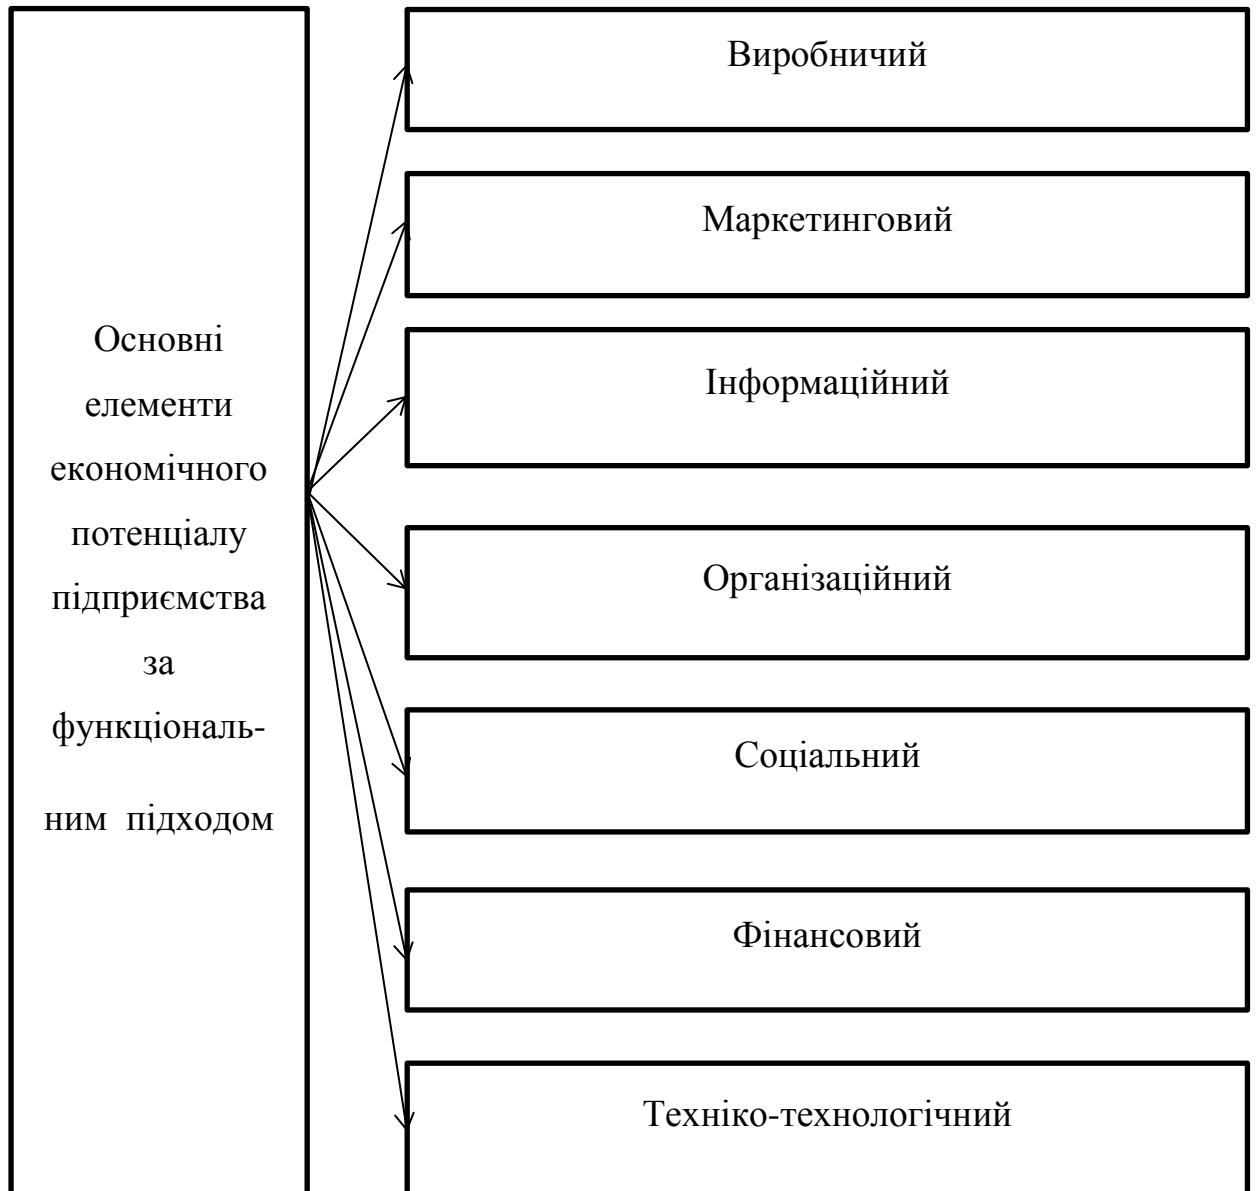 Основні
елементи
економічного
потенціалу
підприємства
за
функціональ-
ним підходом
Виробничий
Маркетинговий
Інформаційний
Організаційний
Соціальний
Фінансовий
Техніко-технологічний